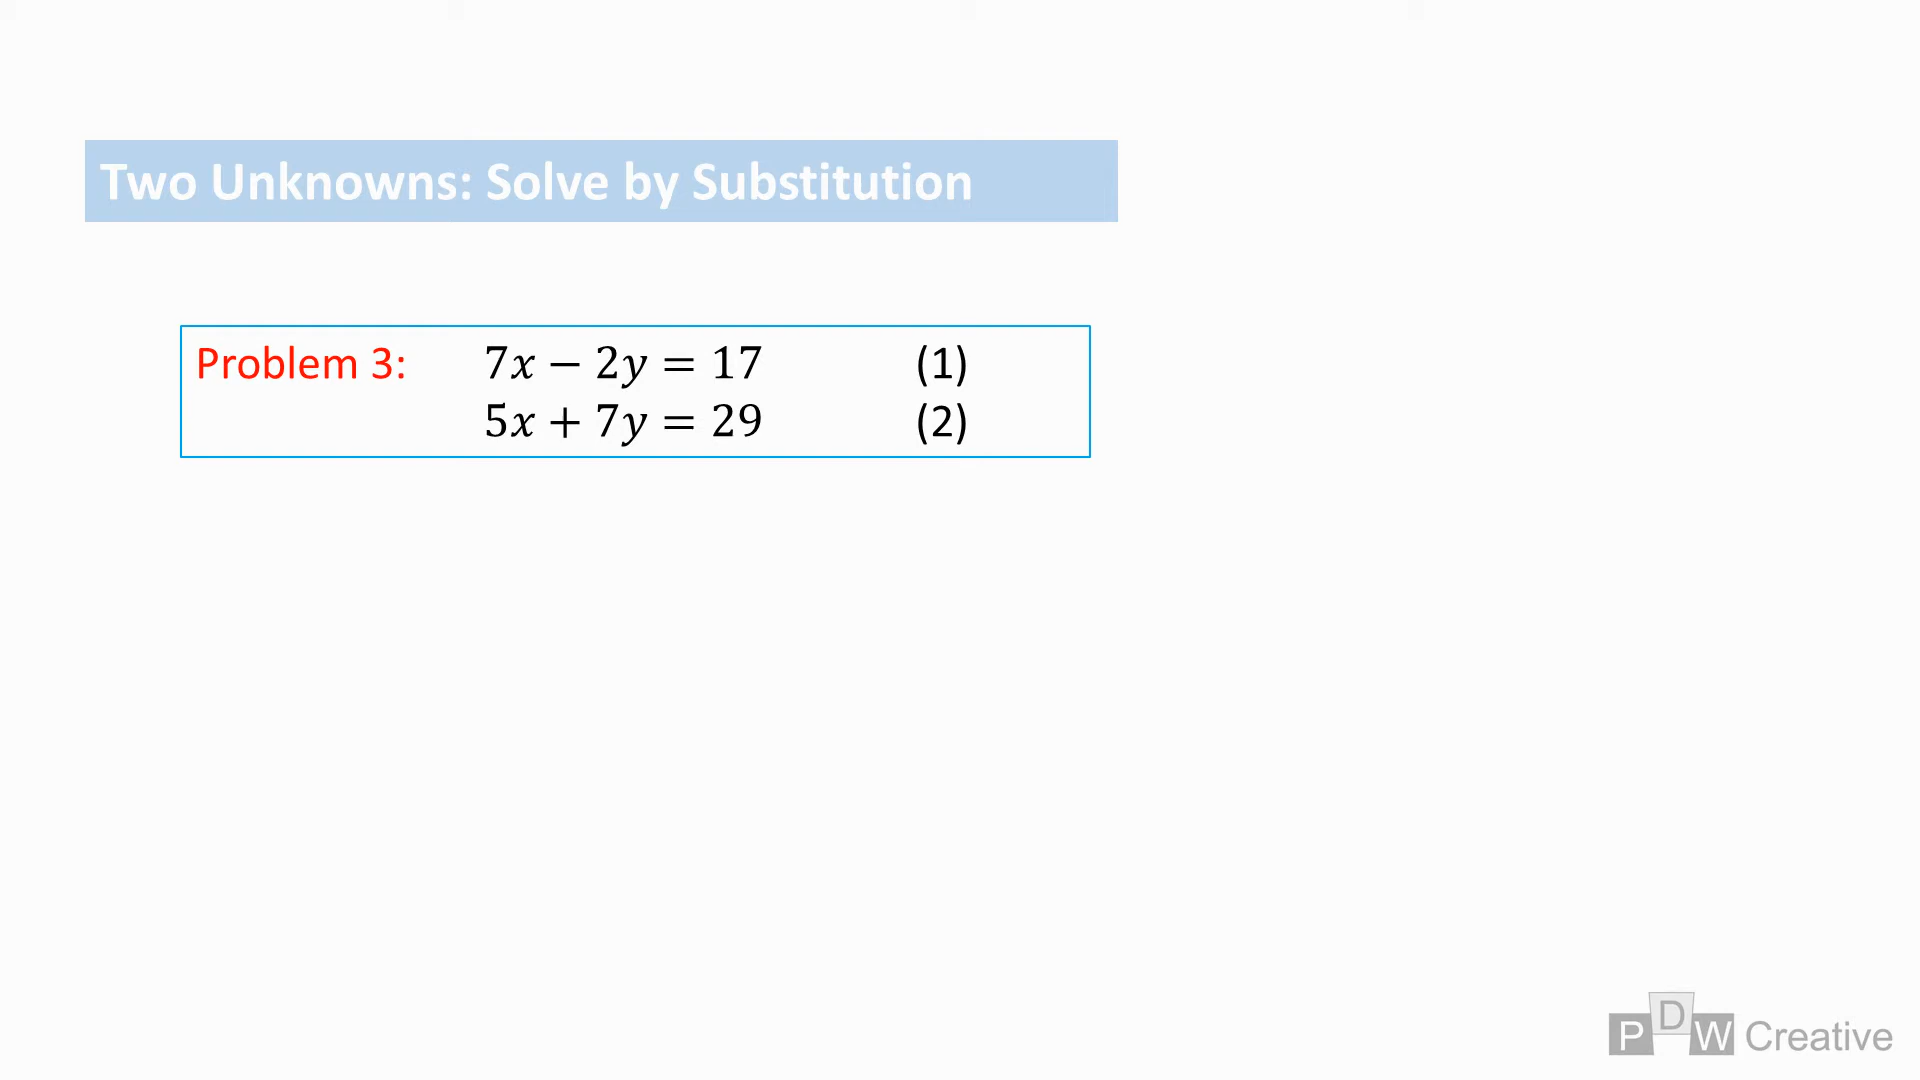 Two Unknowns: Solve by Substitution
Problem 3: 7x − 2y = 17 (1)
5x + 7y = 29 (2)
PDW Creative